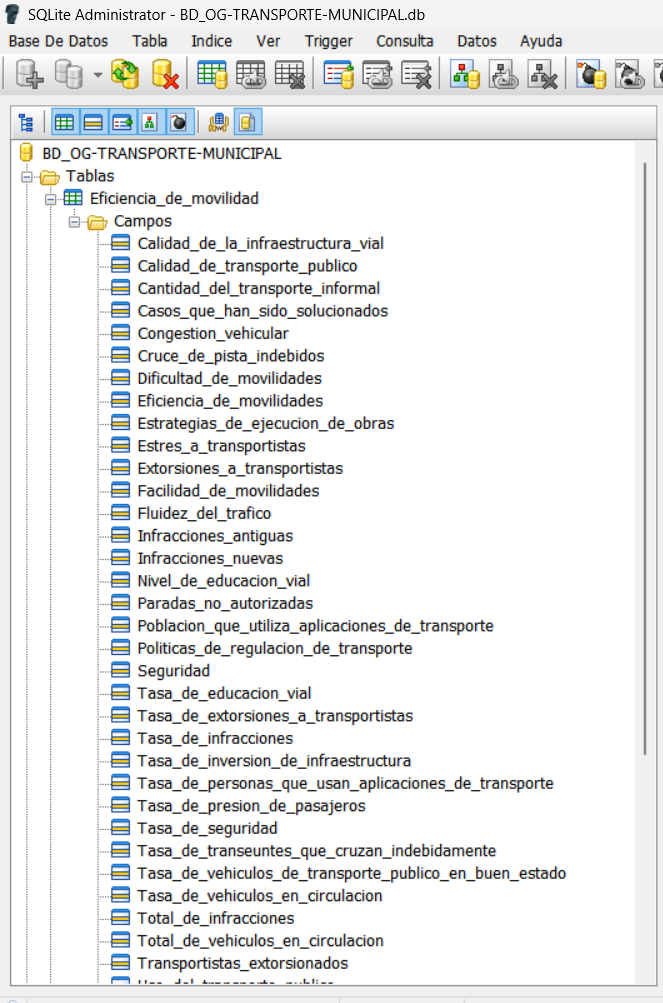 SQLite Administrator - BD_OG-TRANSPORTE-MUNICIPAL.db
Base De Datos Tabla Indice Ver Trigger Consulta Datos Ayuda
BD_OG-TRANSPORTE-MUNICIPAL
Tablas
Eficiencia_de_movilidad
Campos
Calidad_de_la_infraestructura_vial
Calidad_de_transporte_publico
Cantidad_del_transporte_informal
Casos_que_han_sido_solucionados
Congestion_vehicular
Cruce_de_pista_indebidos
Dificultad_de_movilidades
Eficiencia_de_movilidades
Estrategias_de_ejecucion_de_obras
Estres_a_transportistas
Extorsiones_a_transportistas
Facilidad_de_movilidades
Fluidez_del_trafico
Infracciones_antiguas
Infracciones_nuevas
Nivel_de_educacion_vial
Paradas_no_autorizadas
Poblacion_que_utiliza_aplicaciones_de_transporte
Politicas_de_regulacion_de_transporte
Seguridad
Tasa_de_educacion_vial
Tasa_de_extorsiones_a_transportistas
Tasa_de_infracciones
Tasa_de_inversion_de_infraestructura
Tasa_de_personas_que_usan_aplicaciones_de_transporte
Tasa_de_presion_de_pasajeros
Tasa_de_seguridad
Tasa_de_transeuntes_que_cruzan_indebidamente
Tasa_de_vehiculos_de_transporte_publico_en_buen_estado
Tasa_de_vehiculos_en_circulacion
Total_de_infracciones
Total_de_vehiculos_en_circulacion
Transportistas_extorsionados